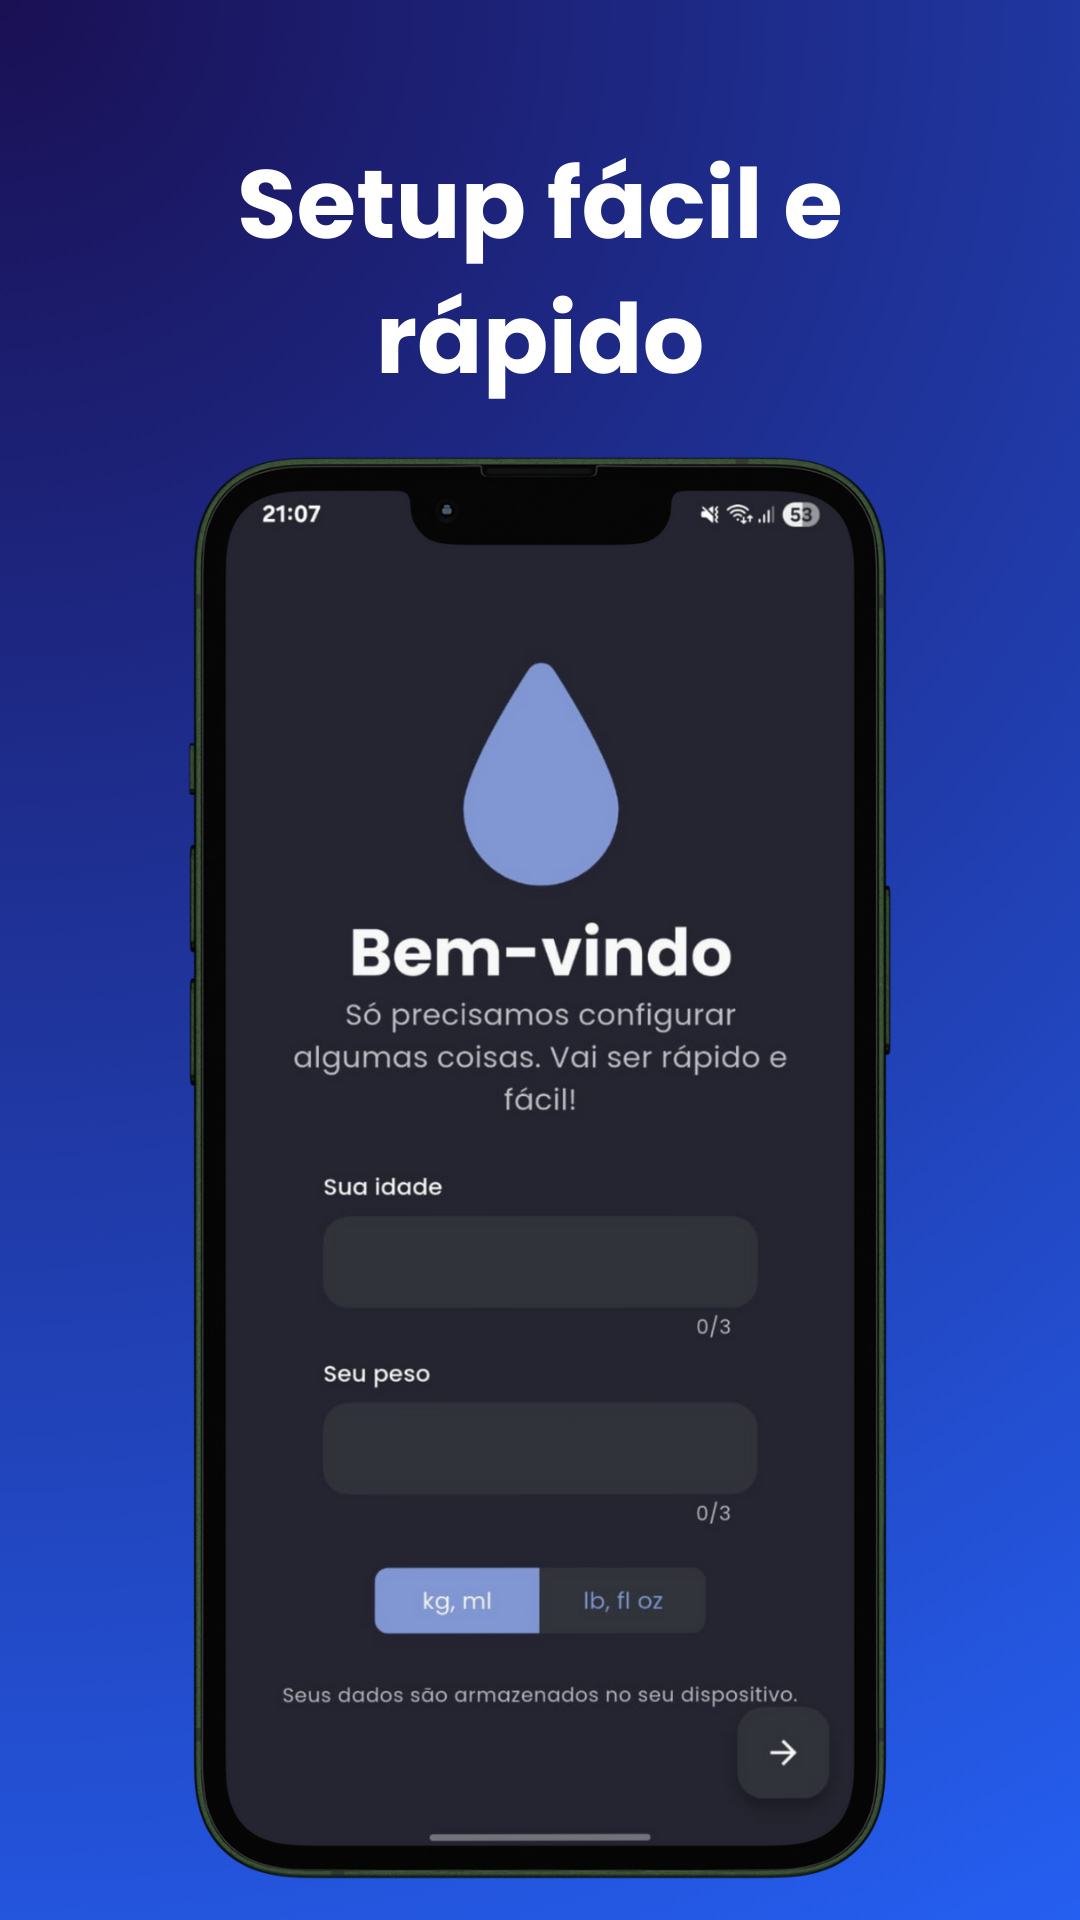 Setup fácil e
rápido
21:07
53
Bem-vindo
Só precisamos configurar
algumas coisas. Vai ser rápido e
fácil!
Sua idade
0/3
Seu peso
0/3
kg, ml
lb, fl oz
Seus dados são armazenados no seu dispositivo.